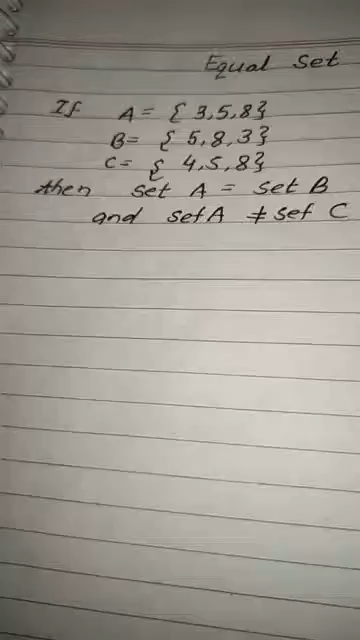 Equal Set
If A = { 3,5,8}
B= { 5,8,3}
C= { 4,5,8}
then set A = set B
and set A ≠ set C